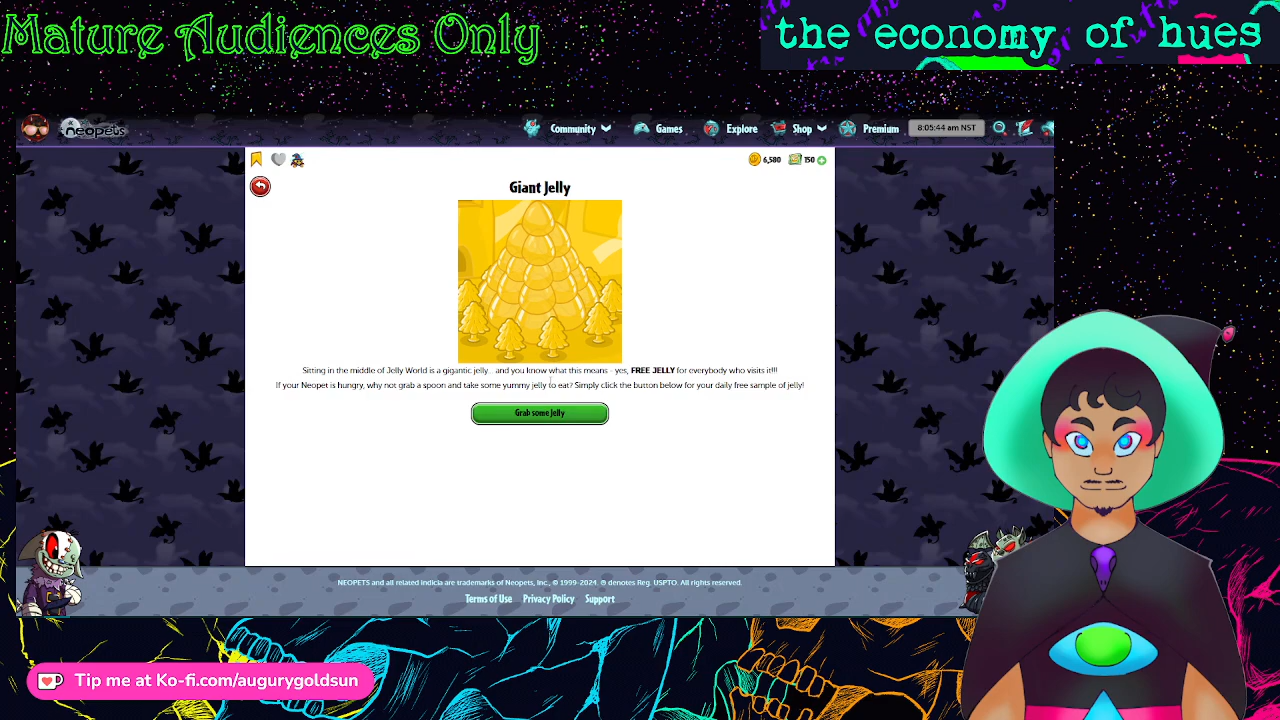 Mature Audiences Only
the economy of hues
neopets
Community
Games
Explore
Shop
Premium
8:05:44 am NST
6,580
150
Giant Jelly
Sitting in the middle of Jelly World is a gigantic jelly... and you know what this means - yes, FREE JELLY for everybody who visits it!!!
If your Neopet is hungry, why not grab a spoon and take some yummy jelly to eat? Simply click the button below for your daily free sample of jelly!
Grab some Jelly
NEOPETS and all related indicia are trademarks of Neopets, Inc., © 1999-2024. ® denotes Reg. USPTO. All rights reserved.
Terms of Use Privacy Policy Support
Tip me at Ko-fi.com/augurygoldsun